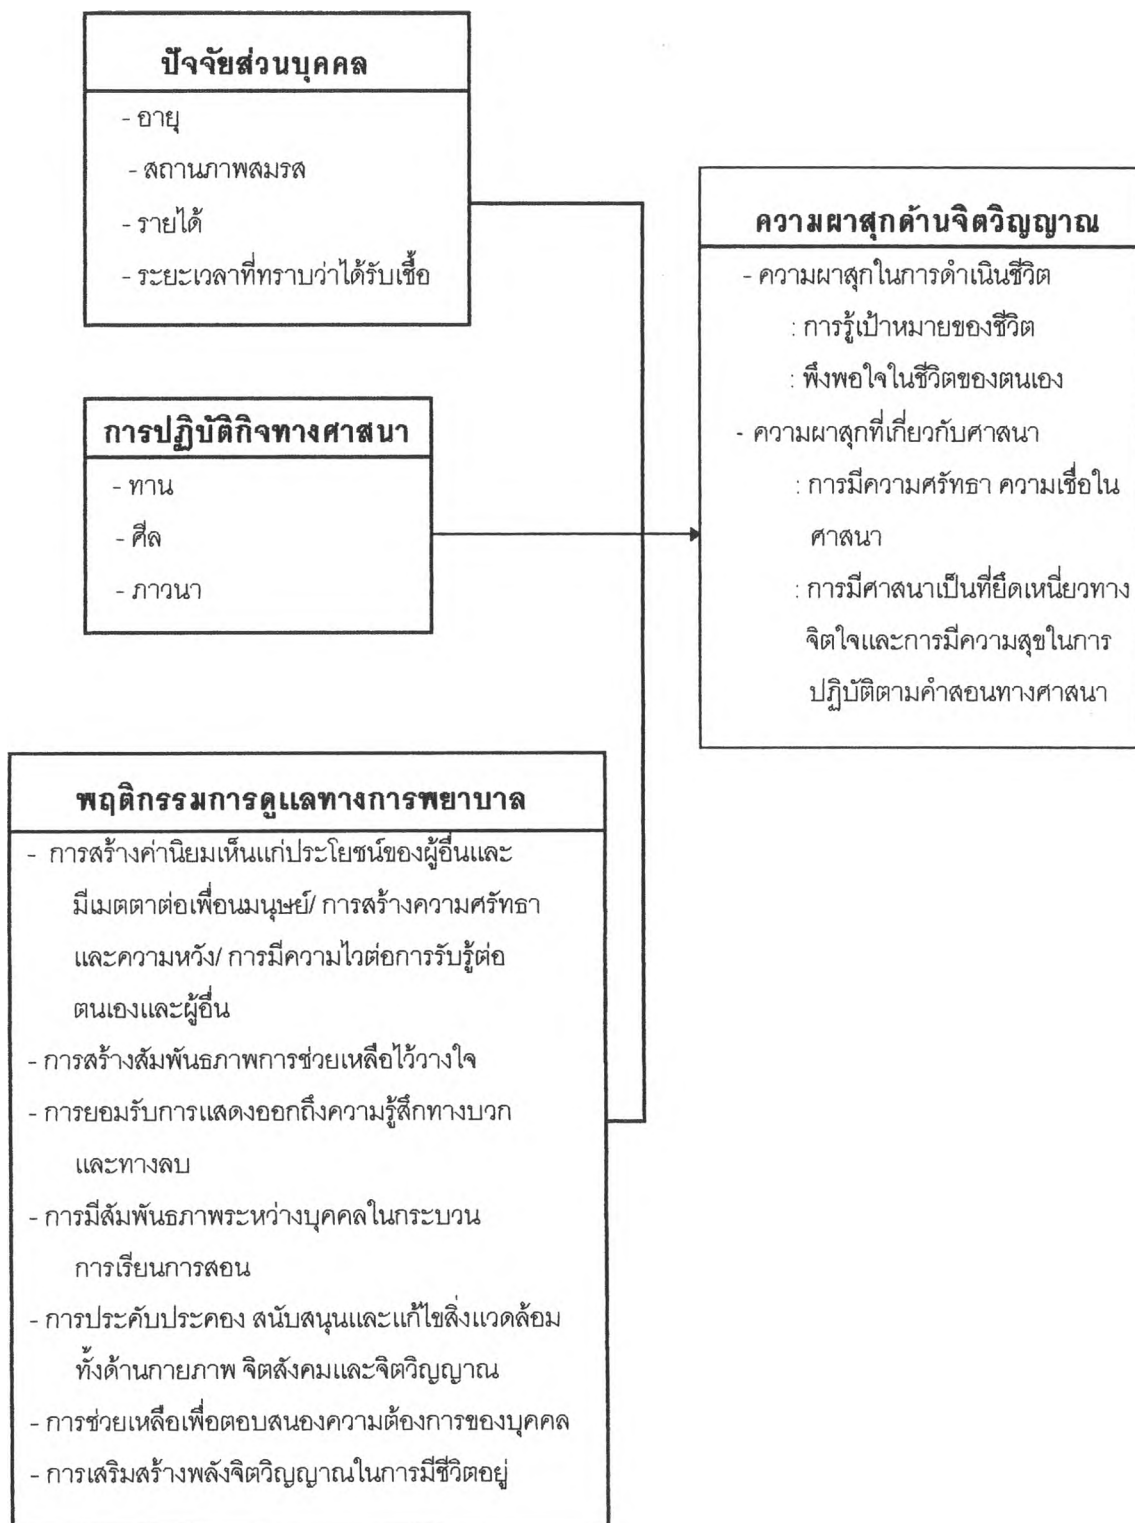 ปัจจัยส่วนบุคคล
- อายุ
- สถานภาพสมรส
- รายได้
- ระยะเวลาที่ทราบว่าได้รับเชื้อ
การปฏิบัติกิจทางศาสนา
- ทาน
- ศีล
- ภาวนา
พฤติกรรมการดูแลทางการพยาบาล
- การสร้างค่านิยมเห็นแก่ประโยชน์ของผู้อื่นและ
มีเมตตาต่อเพื่อนมนุษย์/ การสร้างความศรัทธา
และความหวัง/ การมีความไวต่อการรับรู้ต่อ
ตนเองและผู้อื่น
- การสร้างสัมพันธภาพการช่วยเหลือไว้วางใจ
- การยอมรับการแสดงออกถึงความรู้สึกทางบวก
และทางลบ
- การมีสัมพันธภาพระหว่างบุคคลในกระบวน
การเรียนการสอน
- การประคับประคอง สนับสนุนและแก้ไขสิ่งแวดล้อม
ทั้งด้านกายภาพ จิตสังคมและจิตวิญญาณ
- การช่วยเหลือเพื่อตอบสนองความต้องการของบุคคล
- การเสริมสร้างพลังจิตวิญญาณในการมีชีวิตอยู่
ความผาสุกด้านจิตวิญญาณ
- ความผาสุกในการดำเนินชีวิต
: การรู้เป้าหมายของชีวิต
: พึงพอใจในชีวิตของตนเอง
- ความผาสุกที่เกี่ยวกับศาสนา
: การมีความศรัทธา ความเชื่อใน
ศาสนา
: การมีศาสนาเป็นที่ยึดเหนี่ยวทาง
จิตใจและการมีความสุขในการ
ปฏิบัติตามคำสอนทางศาสนา